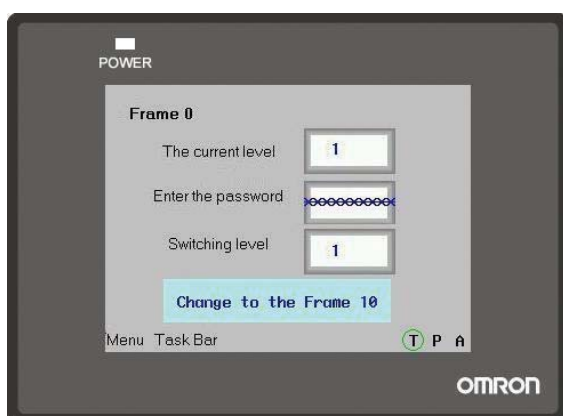 POWER
Frame 0
The current level 1
Enter the password xxxxxxxxxx
Switching level 1
Change to the Frame 10
Menu Task Bar T P A
OMRON